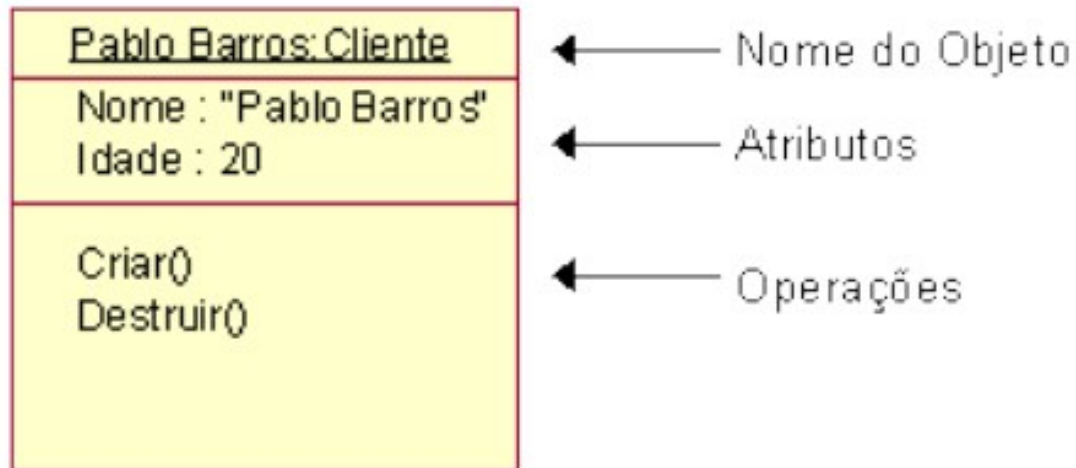 Pablo Barros:Cliente
Nome do Objeto
Nome : "Pablo Barros"
Idade : 20
Atributos
Criar()
Destruir()
Operações